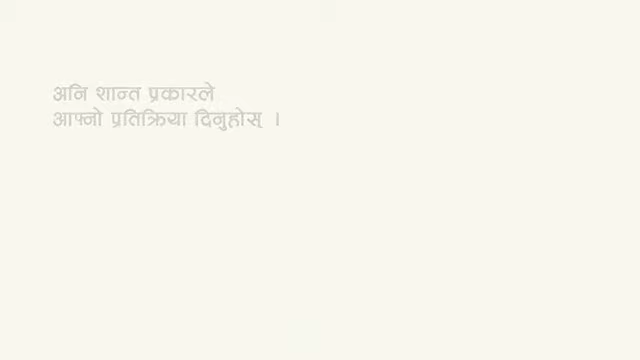 अनि शान्त प्रकारले
आफ्नो प्रतिक्रिया दिनुहोस् ।